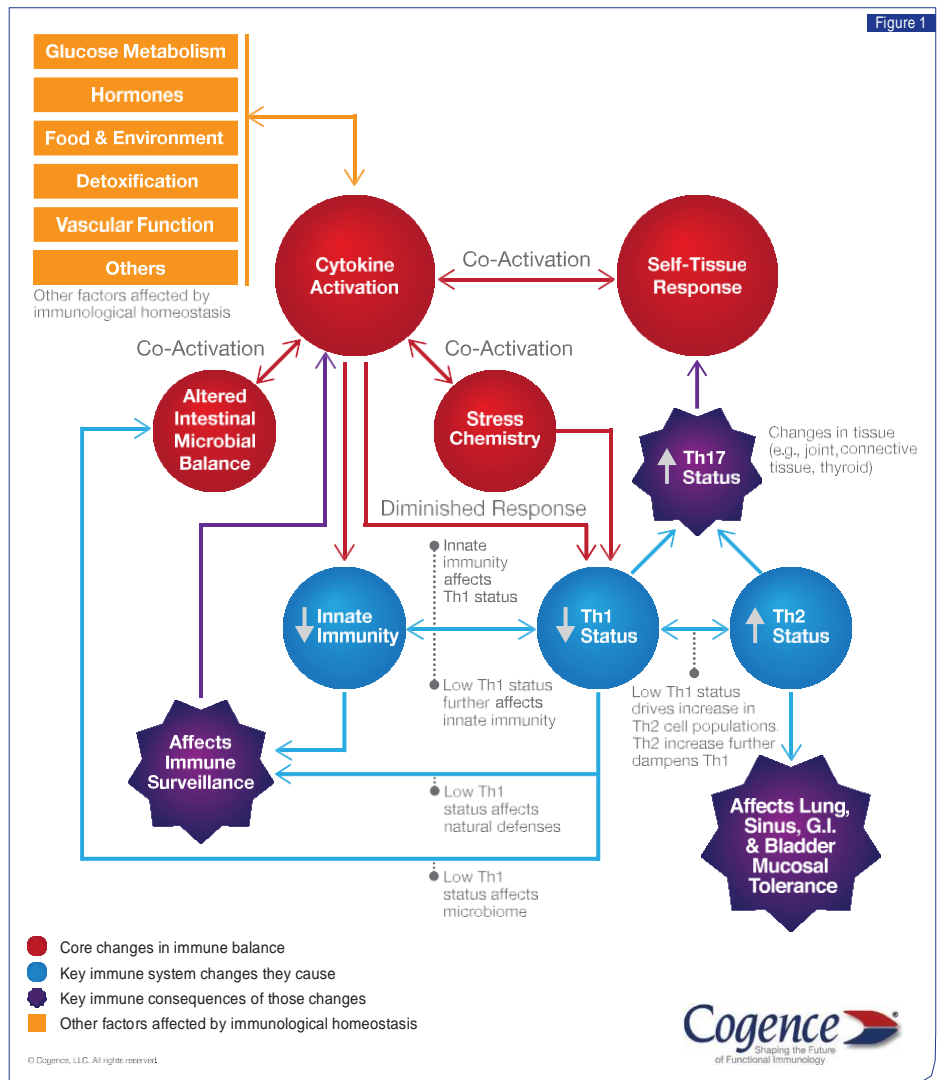 Figure 1
Glucose Metabolism
Hormones
Food & Environment
Detoxification
Vascular Function
Others
Other factors affected by
immunological homeostasis
Cytokine
Activation
Co-Activation
Self-Tissue
Response
Co-Activation
Co-Activation
Altered
Intestinal
Microbial
Balance
Stress
Chemistry
Th17
Status
Changes in tissue
(e.g., joint, connective
tissue, thyroid)
Diminished Response
Innate
immunity
affects
Th1 status
Innate
Immunity
Th1
Status
Th2
Status
Low Th1 status
further affects
innate immunity
Low Th1 status
drives increase in
Th2 cell populations.
Th2 increase further
dampens Th1
Affects
Immune
Surveillance
Low Th1
status affects
natural defenses
Affects Lung,
Sinus, G.I.
& Bladder
Mucosal
Tolerance
Low Th1
status affects
microbiome
Core changes in immune balance
Key immune system changes they cause
Key immune consequences of those changes
Other factors affected by immunological homeostasis
Cogence®
Shaping the Future
of Functional Immunology
© Cogence, LLC. All rights reserved.